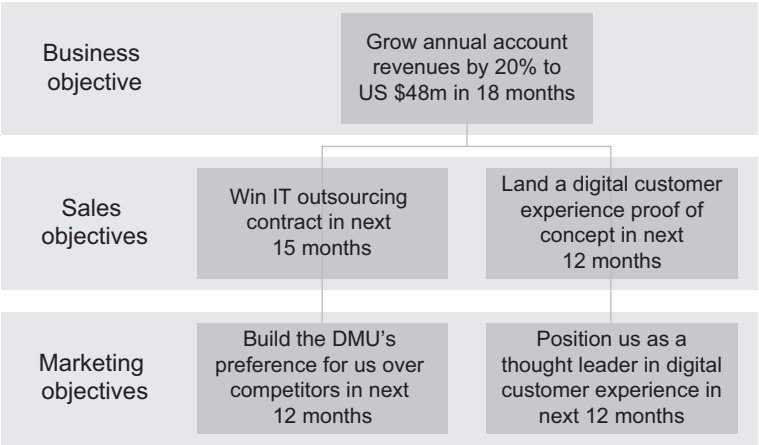 Business
objective
Grow annual account
revenues by 20% to
US $48m in 18 months
Sales
objectives
Win IT outsourcing
contract in next
15 months
Land a digital customer
experience proof of
concept in next
12 months
Marketing
objectives
Build the DMU’s
preference for us over
competitors in next
12 months
Position us as a
thought leader in digital
customer experience in
next 12 months